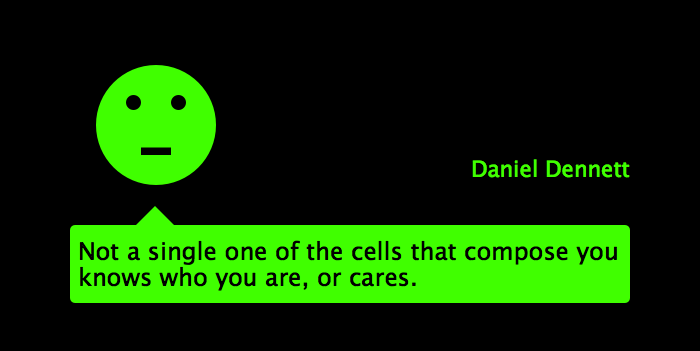 Daniel Dennett
Not a single one of the cells that compose you
knows who you are, or cares.